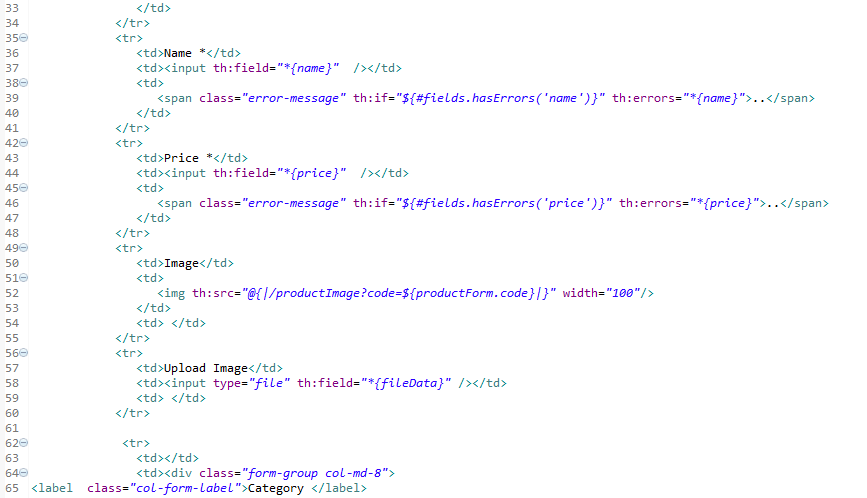 33 </td>
34 </tr>
35 <tr>
36 <td>Name *</td>
37 <td><input th:field="*{name}"  /></td>
38 <td>
39 <span class="error-message" th:if="${#fields.hasErrors('name')}" th:errors="*{name}">..</span>
40 </td>
41 </tr>
42 <tr>
43 <td>Price *</td>
44 <td><input th:field="*{price}"  /></td>
45 <td>
46 <span class="error-message" th:if="${#fields.hasErrors('price')}" th:errors="*{price}">..</span>
47 </td>
48 </tr>
49 <tr>
50 <td>Image</td>
51 <td>
52 <img th:src="@{|/productImage?code=${productForm.code}|}" width="100"/>
53 </td>
54 <td> </td>
55 </tr>
56 <tr>
57 <td>Upload Image</td>
58 <td><input type="file" th:field="*{fileData}" /></td>
59 <td> </td>
60 </tr>
61
62 <tr>
63 <td></td>
64 <td><div class="form-group col-md-8">
65 <label  class="col-form-label">Category </label>